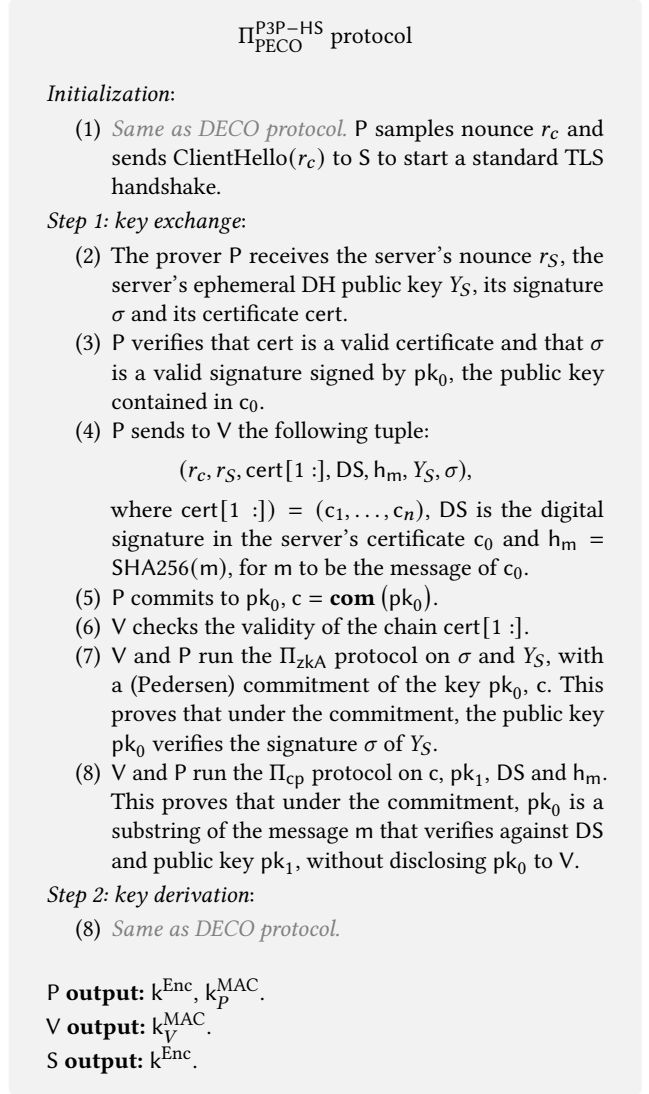 Π^{P3P−HS}_{PECO} protocol
Initialization:
(1) Same as DECO protocol. P samples nounce r_c and
sends ClientHello(r_c) to S to start a standard TLS
handshake.
Step 1: key exchange:
(2) The prover P receives the server's nounce r_S, the
server's ephemeral DH public key Y_S, its signature
σ and its certificate cert.
(3) P verifies that cert is a valid certificate and that σ
is a valid signature signed by pk_0, the public key
contained in c_0.
(4) P sends to V the following tuple:
(r_c, r_S, cert[1 :], DS, h_m, Y_S, σ),
where cert[1 :]) = (c_1, . . . , c_n), DS is the digital
signature in the server's certificate c_0 and h_m =
SHA256(m), for m to be the message of c_0.
(5) P commits to pk_0, c = com (pk_0).
(6) V checks the validity of the chain cert[1 :].
(7) V and P run the Π_{zkA} protocol on σ and Y_S, with
a (Pedersen) commitment of the key pk_0, c. This
proves that under the commitment, the public key
pk_0 verifies the signature σ of Y_S.
(8) V and P run the Π_{cp} protocol on c, pk_1, DS and h_m.
This proves that under the commitment, pk_0 is a
substring of the message m that verifies against DS
and public key pk_1, without disclosing pk_0 to V.
Step 2: key derivation:
(8) Same as DECO protocol.
P output: k^{Enc}, k_P^{MAC}.
V output: k_V^{MAC}.
S output: k^{Enc}.